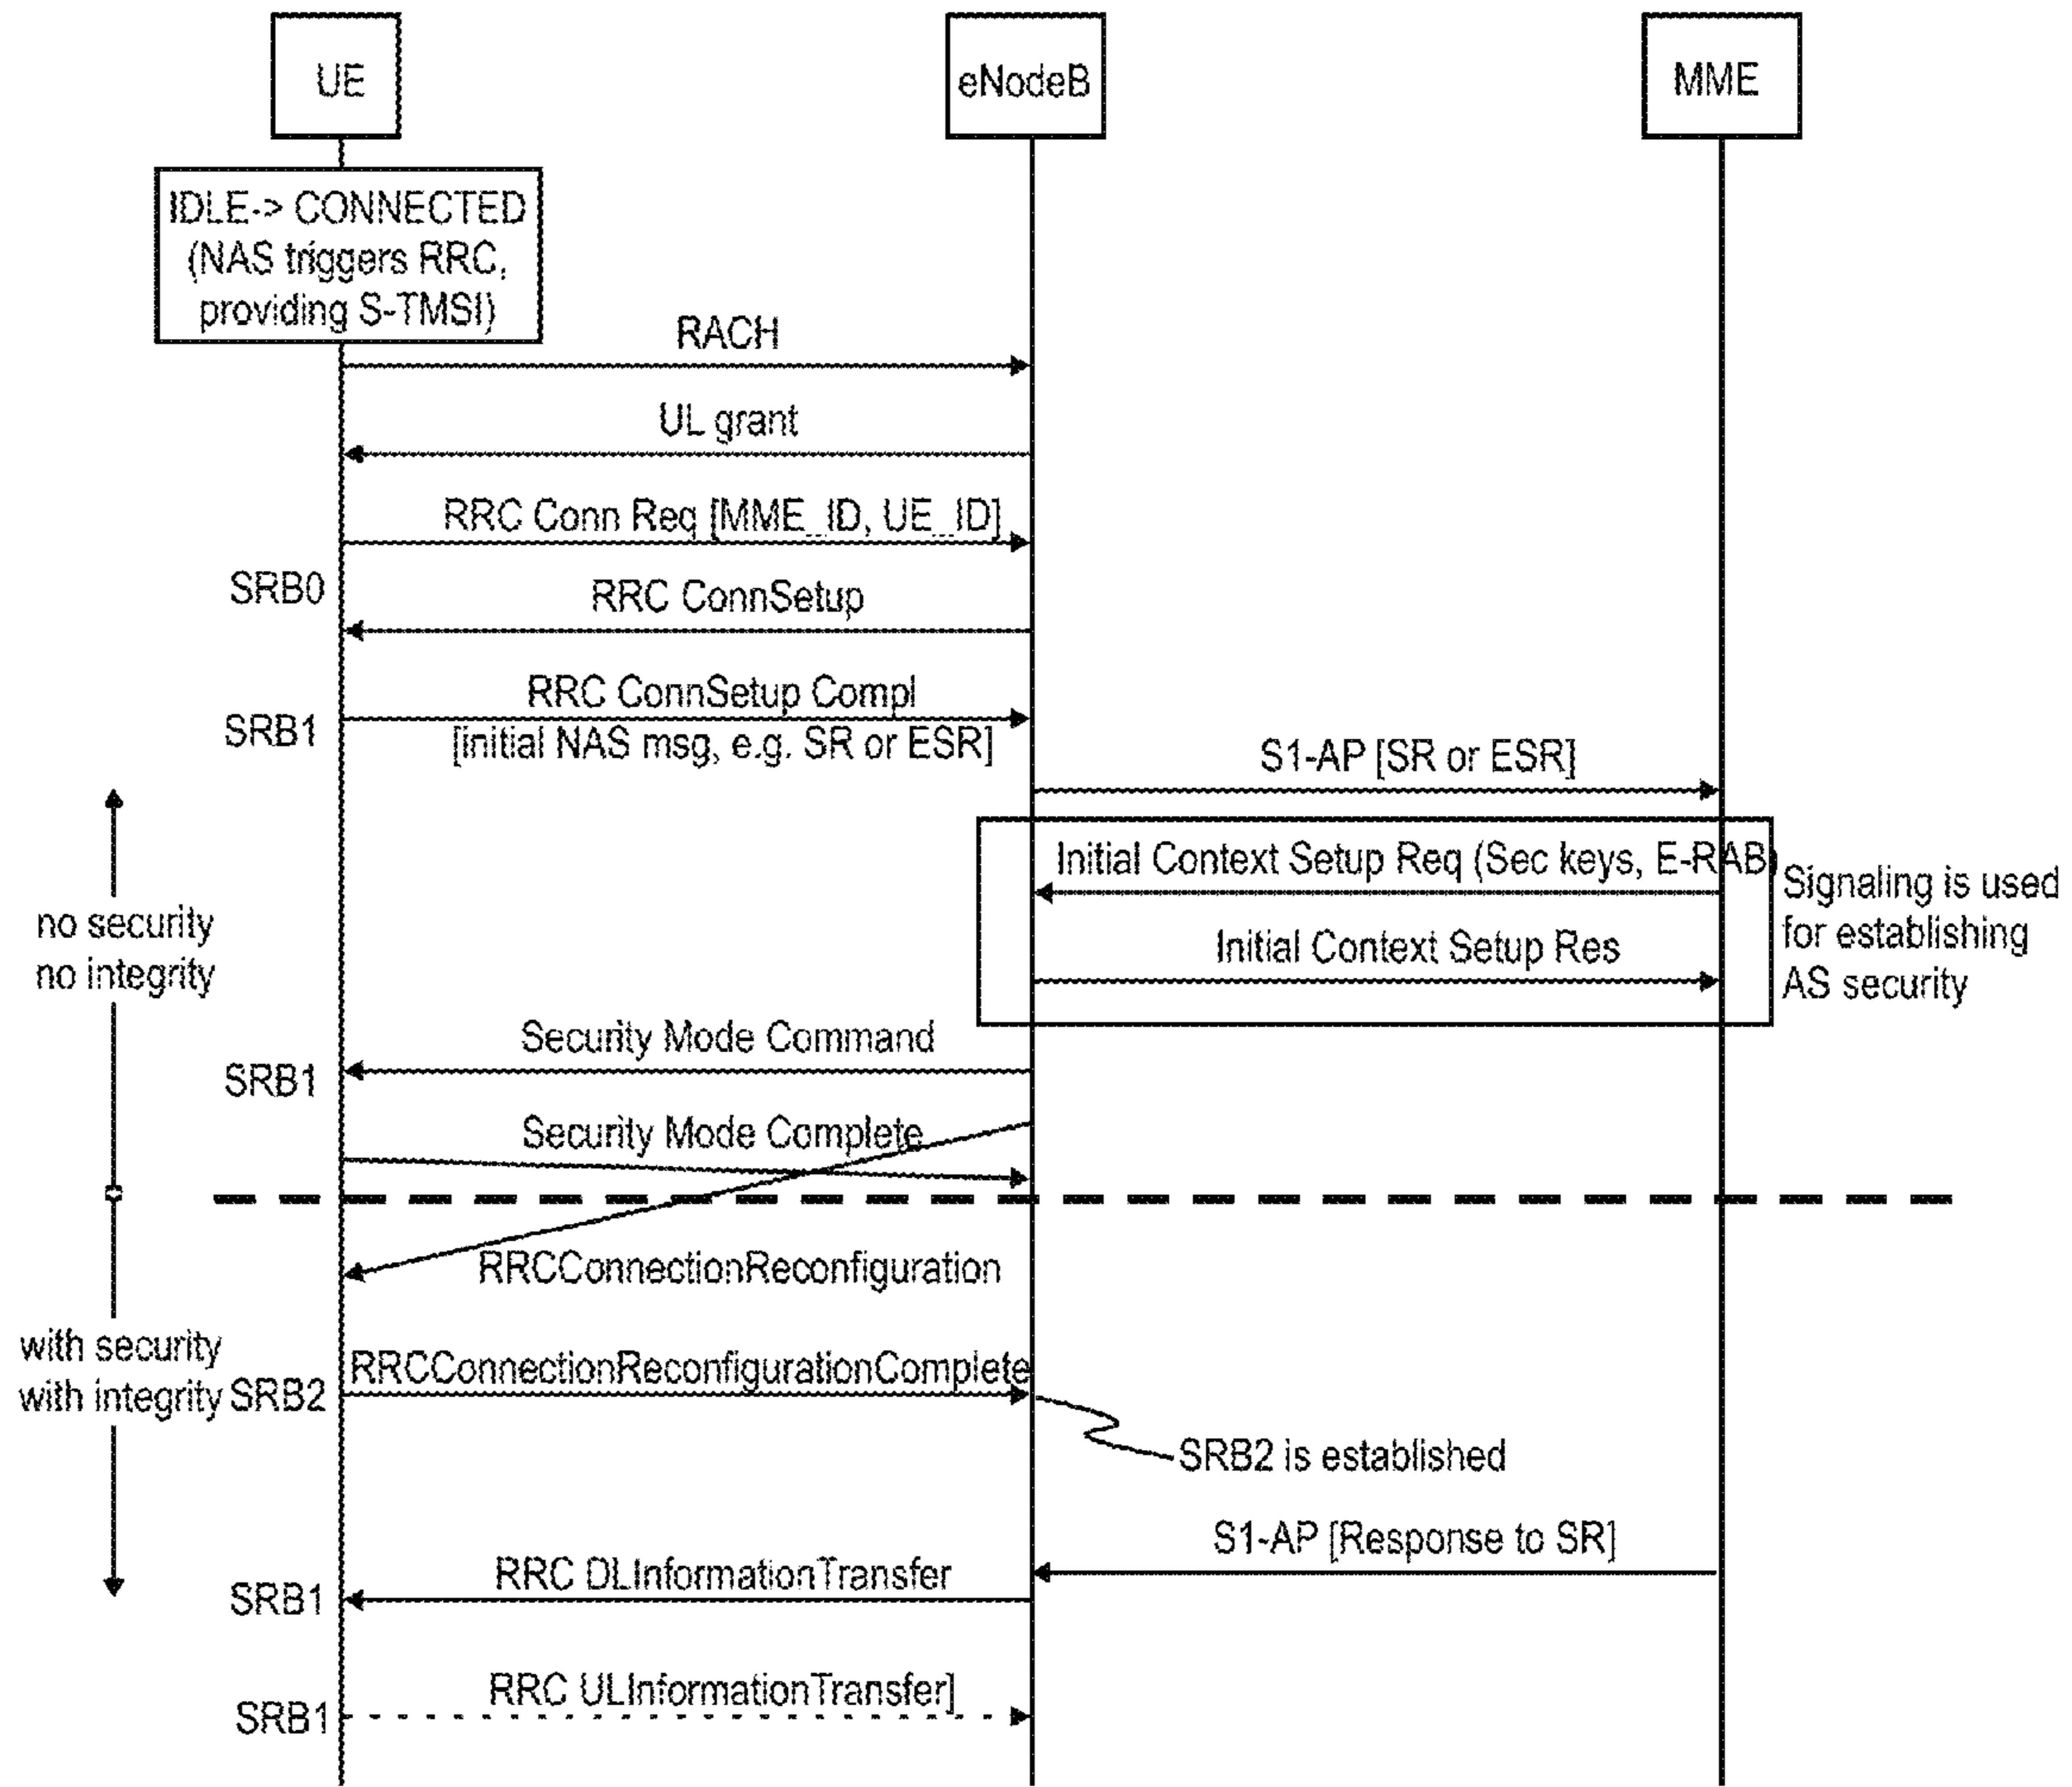 UE
eNodeB
MME
IDLE-> CONNECTED
(NAS triggers RRC,
providing S-TMSI)
RACH
UL grant
RRC Conn Req [MME_ID, UE_ID]
SRB0
RRC ConnSetup
RRC ConnSetup Compl
SRB1
[initial NAS msg, e.g. SR or ESR]
S1-AP [SR or ESR]
Initial Context Setup Req (Sec keys, E-RAB)
Signaling is used
for establishing
AS security
no security
no integrity
Initial Context Setup Res
Security Mode Command
SRB1
Security Mode Complete
RRCConnectionReconfiguration
with security
with integrity
RRCConnectionReconfigurationComplete
SRB2
SRB2 is established
S1-AP [Response to SR]
RRC DLInformationTransfer
SRB1
RRC ULInformationTransfer]
SRB1